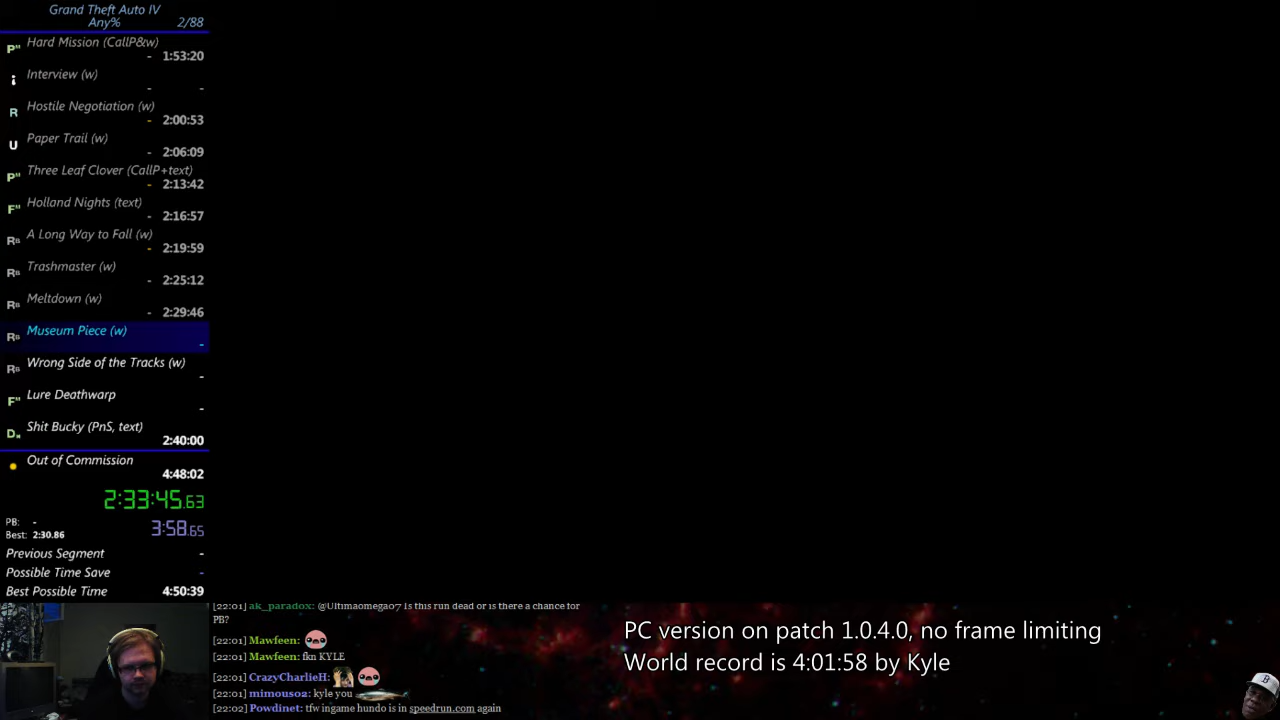 Grand Theft Auto IV
Any% 2/88
Hard Mission (CallP&w)
- 1:53:20
Interview (w)
- -
Hostile Negotiation (w)
- 2:00:53
Paper Trail (w)
- 2:06:09
Three Leaf Clover (CallP+text)
- 2:13:42
Holland Nights (text)
- 2:16:57
A Long Way to Fall (w)
- 2:19:59
Trashmaster (w)
- 2:25:12
Meltdown (w)
- 2:29:46
Museum Piece (w)
-
Wrong Side of the Tracks (w)
-
Lure Deathwarp
-
Shit Bucky (PnS, text)
2:40:00
Out of Commission
4:48:02
2:33:45.63
PB: -
Best: 2:30.86
3:58.65
Previous Segment -
Possible Time Save -
Best Possible Time 4:50:39
[22:01] ak_paradox: @Ultimaomega07 Is this run dead or is there a chance for
PB?
[22:01] Mawfeen:
[22:01] Mawfeen: fkn KYLE
[22:01] CrazyCharlieH:
[22:01] mimous02: kyle you
[22:02] Powdinet: tfw ingame hundo is in speedrun.com again
PC version on patch 1.0.4.0, no frame limiting
World record is 4:01:58 by Kyle